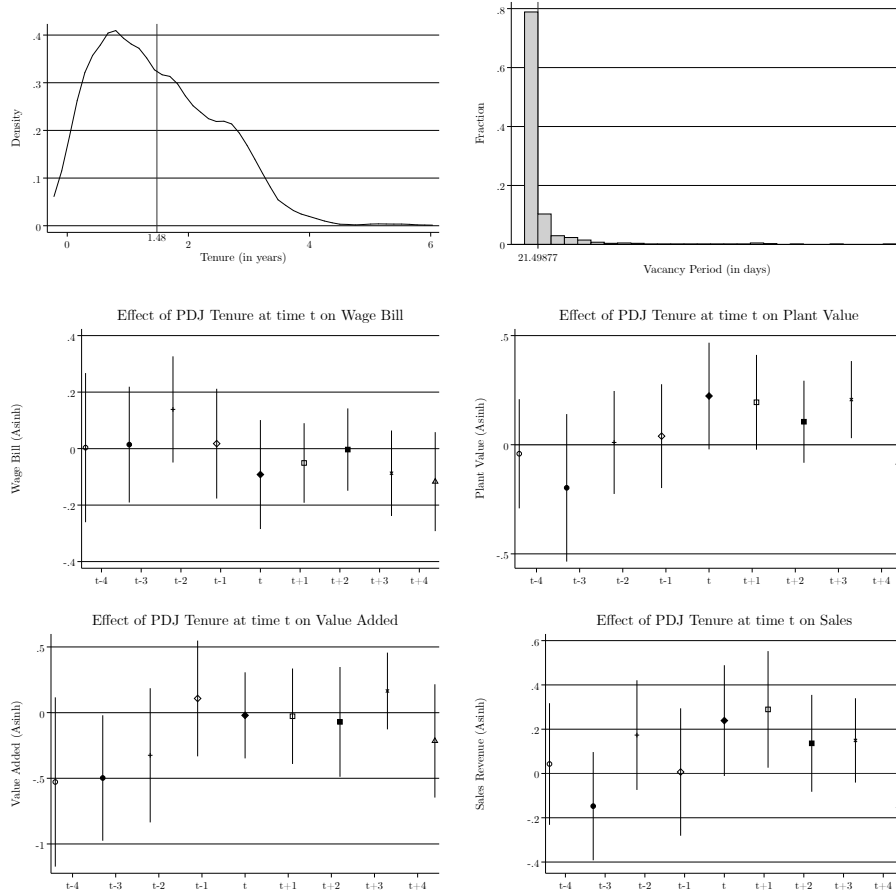 .4
.3
.2
.1
0
Density
0
1.48
2
4
6
Tenure (in years)
.8
.6
.4
.2
0
Fraction
21.49877
Vacancy Period (in days)
Effect of PDJ Tenure at time t on Wage Bill
.4
.2
0
-.2
-.4
Wage Bill (Asinh)
t-4 t-3 t-2 t-1 t t+1 t+2 t+3 t+4
Effect of PDJ Tenure at time t on Plant Value
.5
0
-.5
Plant Value (Asinh)
t-4 t-3 t-2 t-1 t t+1 t+2 t+3 t+4
Effect of PDJ Tenure at time t on Value Added
.5
0
-.5
-1
Value Added (Asinh)
t-4 t-3 t-2 t-1 t t+1 t+2 t+3 t+4
Effect of PDJ Tenure at time t on Sales
.6
.4
.2
0
-.2
-.4
Sales Revenue (Asinh)
t-4 t-3 t-2 t-1 t t+1 t+2 t+3 t+4